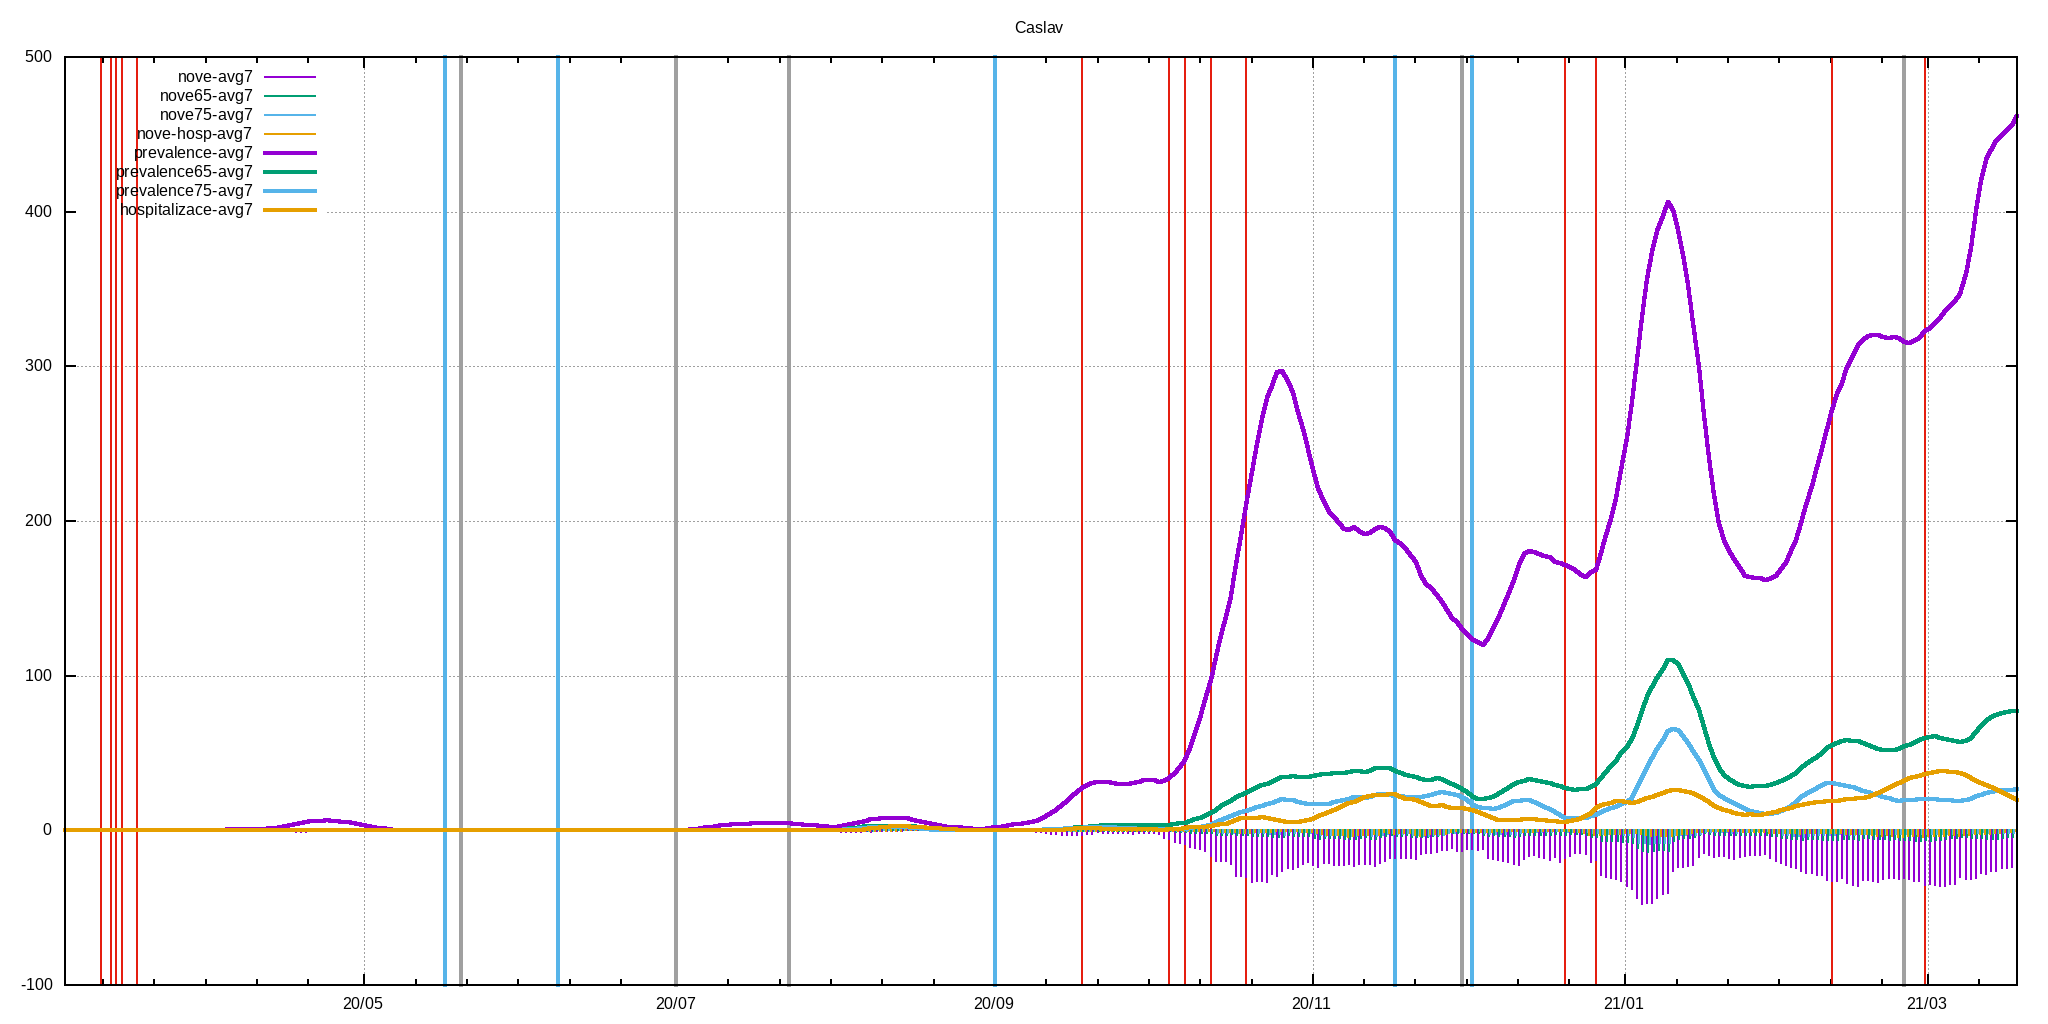 Caslav
500
400
300
200
100
0
-100
nove-avg7
nove65-avg7
nove75-avg7
nove-hosp-avg7
prevalence-avg7
prevalence65-avg7
prevalence75-avg7
hospitalizace-avg7
20/05
20/07
20/09
20/11
21/01
21/03